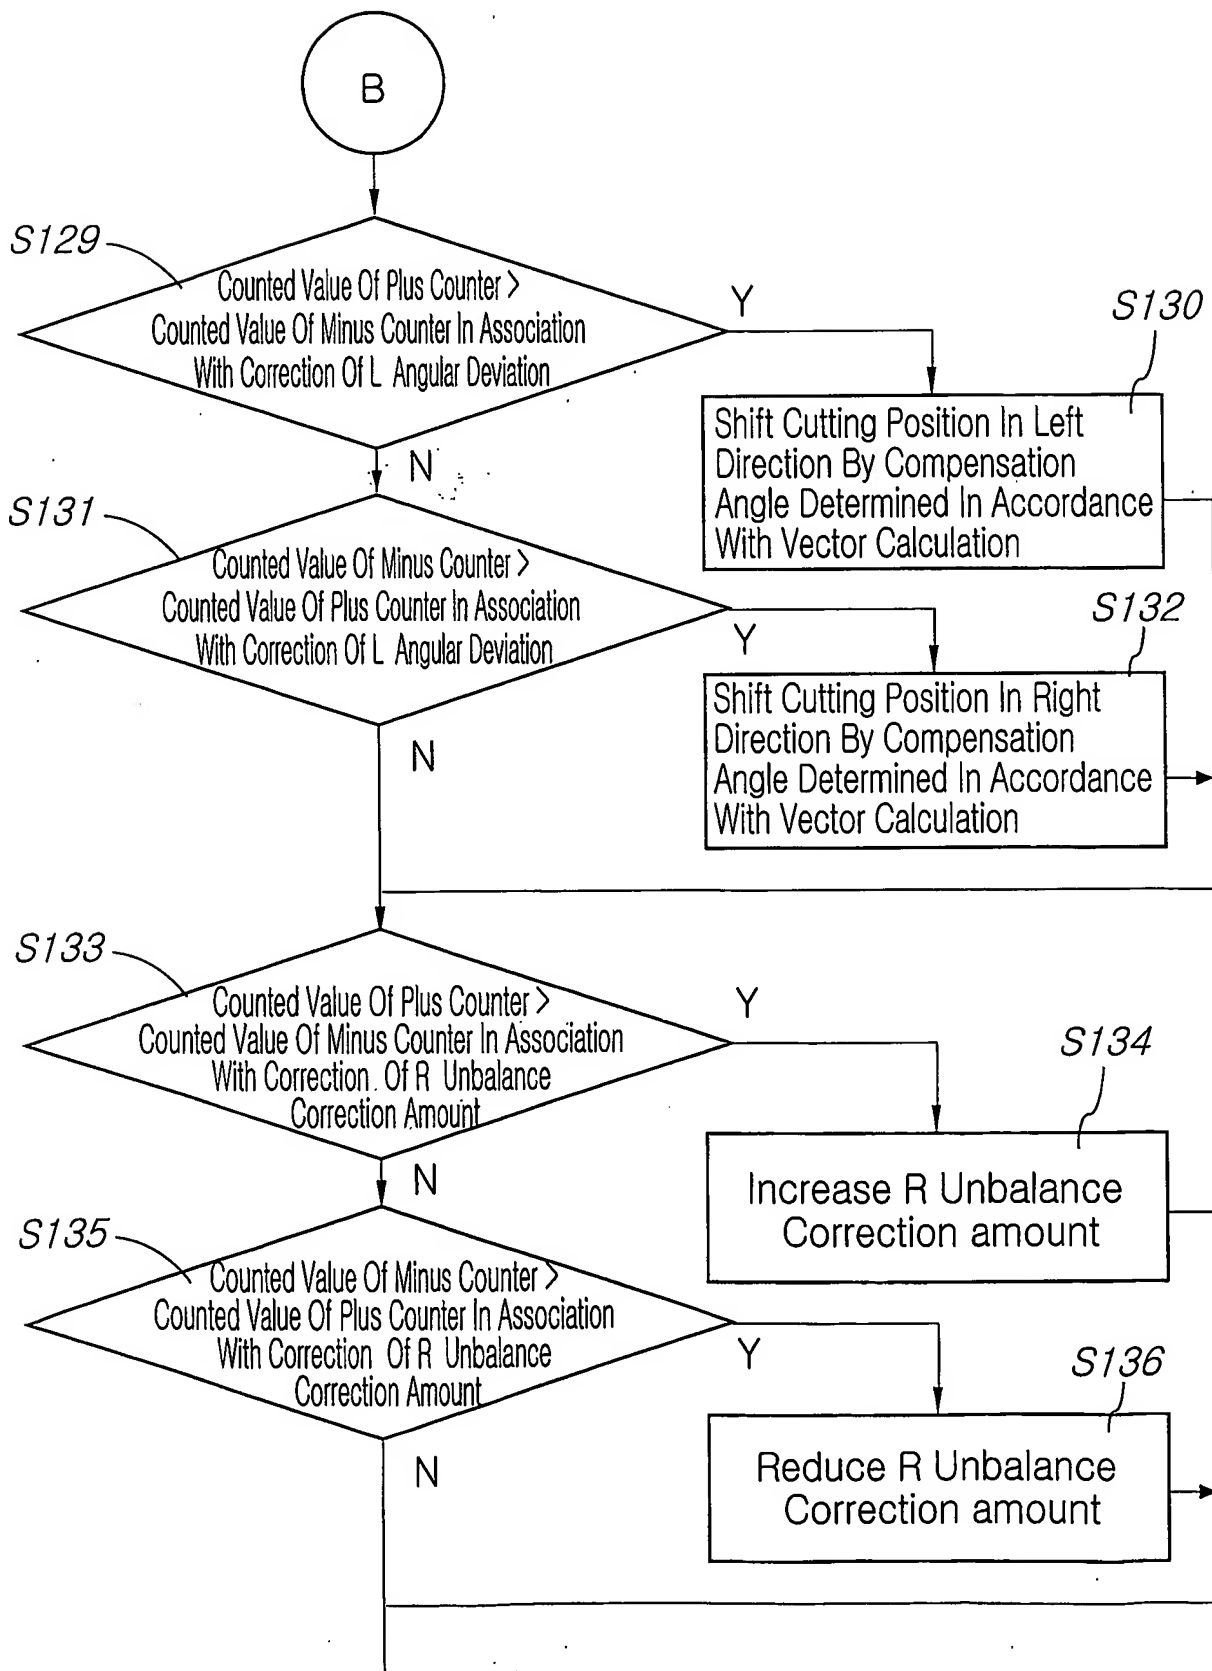 B
S129
Counted Value Of Plus Counter >
Counted Value Of Minus Counter In Association
With Correction Of L Angular Deviation
Y
N
S130
Shift Cutting Position In Left
Direction By Compensation
Angle Determined In Accordance
With Vector Calculation
S131
Counted Value Of Minus Counter >
Counted Value Of Plus Counter In Association
With Correction Of L Angular Deviation
Y
N
S132
Shift Cutting Position In Right
Direction By Compensation
Angle Determined In Accordance
With Vector Calculation
S133
Counted Value Of Plus Counter >
Counted Value Of Minus Counter In Association
With Correction Of R Unbalance
Correction Amount
Y
N
S134
Increase R Unbalance
Correction amount
S135
Counted Value Of Minus Counter >
Counted Value Of Plus Counter In Association
With Correction Of R Unbalance
Correction Amount
Y
N
S136
Reduce R Unbalance
Correction amount